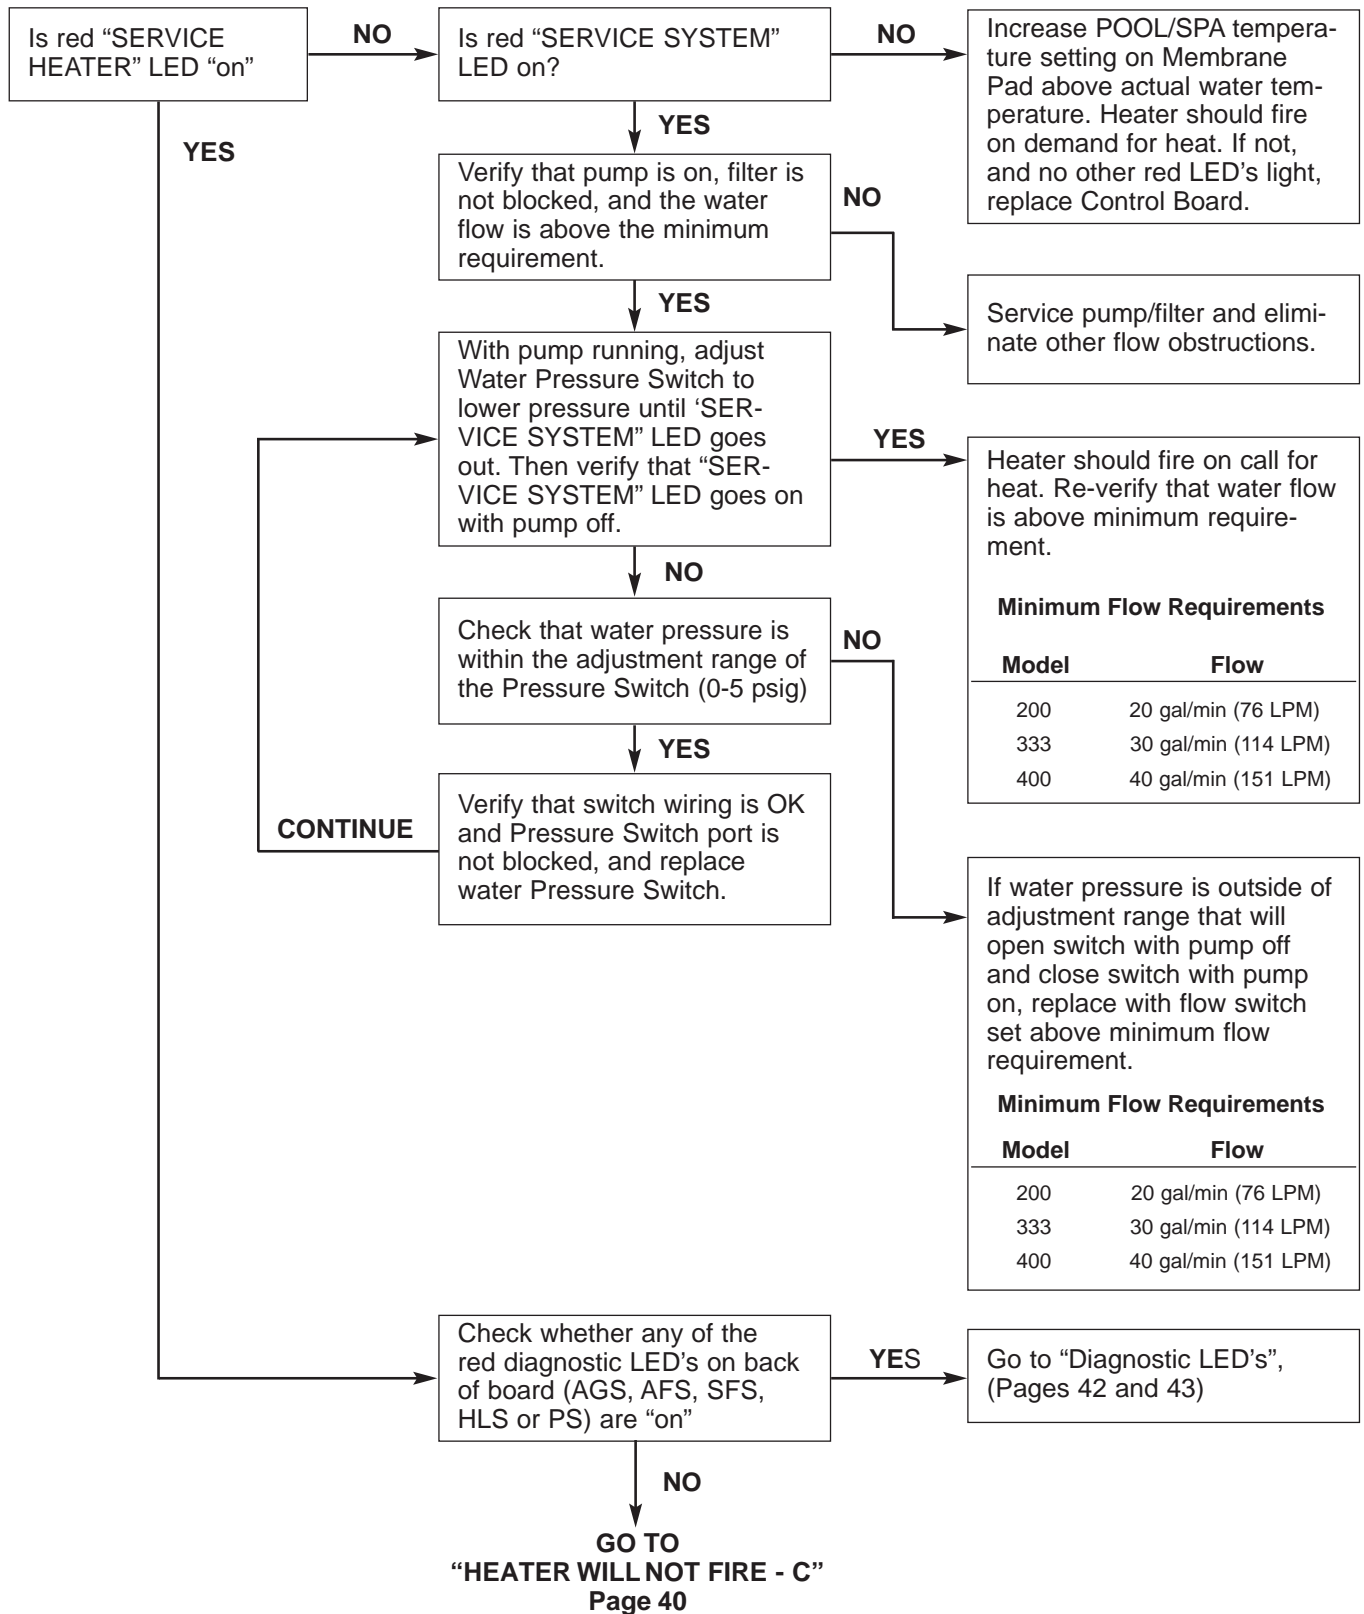 Is red “SERVICE
HEATER” LED “on”
NO
Is red “SERVICE SYSTEM”
LED on?
NO
Increase POOL/SPA tempera-
ture setting on Membrane
Pad above actual water tem-
perature. Heater should fire
on demand for heat. If not,
and no other red LED’s light,
replace Control Board.
YES
YES
Verify that pump is on, filter is
not blocked, and the water
flow is above the minimum
requirement.
NO
Service pump/filter and elimi-
nate other flow obstructions.
YES
With pump running, adjust
Water Pressure Switch to
lower pressure until ‘SER-
VICE SYSTEM” LED goes
out. Then verify that “SER-
VICE SYSTEM” LED goes on
with pump off.
YES
Heater should fire on call for
heat. Re-verify that water flow
is above minimum require-
ment.
Minimum Flow Requirements
Model Flow
200 20 gal/min (76 LPM)
333 30 gal/min (114 LPM)
400 40 gal/min (151 LPM)
NO
Check that water pressure is
within the adjustment range of
the Pressure Switch (0-5 psig)
NO
YES
Verify that switch wiring is OK
and Pressure Switch port is
not blocked, and replace
water Pressure Switch.
CONTINUE
If water pressure is outside of
adjustment range that will
open switch with pump off
and close switch with pump
on, replace with flow switch
set above minimum flow
requirement.
Minimum Flow Requirements
Model Flow
200 20 gal/min (76 LPM)
333 30 gal/min (114 LPM)
400 40 gal/min (151 LPM)
Check whether any of the
red diagnostic LED’s on back
of board (AGS, AFS, SFS,
HLS or PS) are “on”
YES
Go to “Diagnostic LED’s”,
(Pages 42 and 43)
NO
GO TO
“HEATER WILL NOT FIRE - C”
Page 40